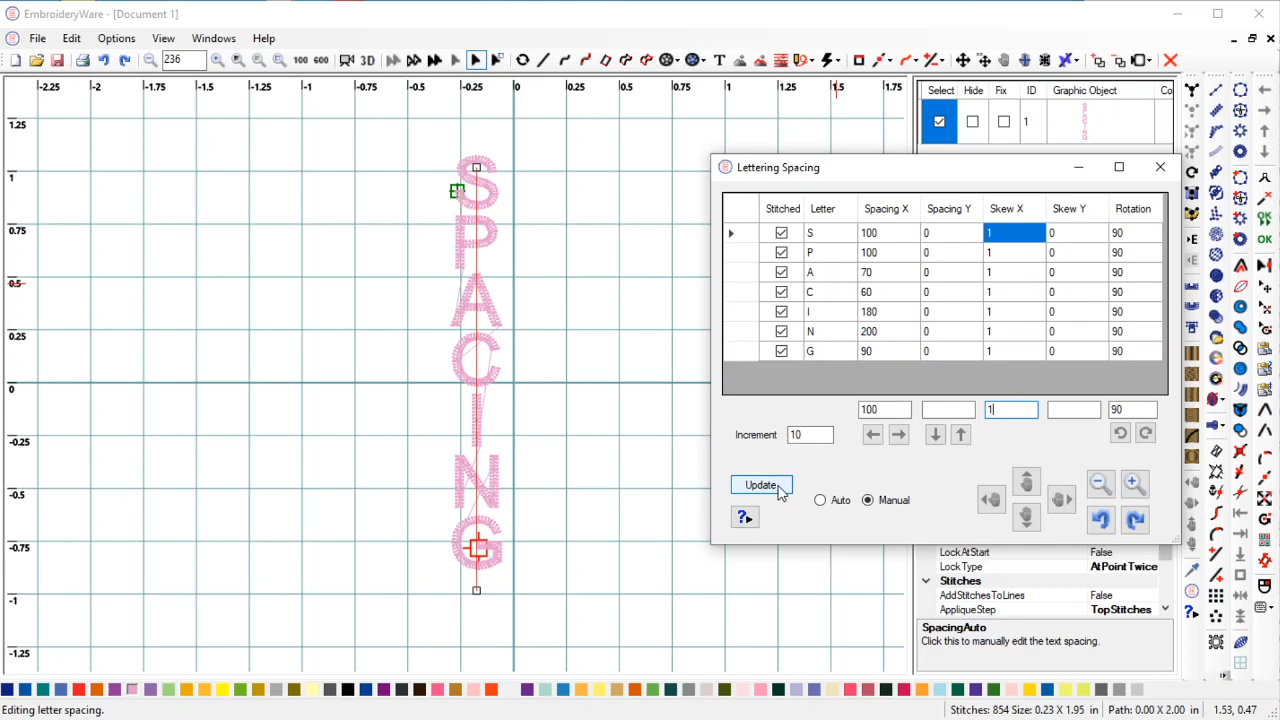 EmbroideryWare - [Document 1]
File Edit Options View Windows Help
236 100 600 3D T
-2.25 -2 -1.75 -1.5 -1.25 -1 -0.75 -0.5 -0.25 0 0.25 0.5 0.75 1 1.25 1.5 1.75
1.25
1
0.75
0.5
0.25
0
-0.25
-0.5
-0.75
-1
-1.25
S
P
A
C
I
N
G
Select Hide Fix ID Graphic Object Co
1
SPACING
Lettering Spacing
Stitched Letter Spacing X Spacing Y Skew X Skew Y Rotation
S 100 0 1 0 90
P 100 0 1 0 90
A 70 0 1 0 90
C 60 0 1 0 90
I 180 0 1 0 90
N 200 0 1 0 90
G 90 0 1 0 90
100 1 90
Increment 10
Update
Auto Manual
?
LockAtStart False
LockType AtPointTwice
Stitches
AddStitchesToLines False
AppliqueStep TopStitches
SpacingAuto
Click this to manually edit the text spacing.
E
E
OK
OK
Editing letter spacing.
Stitches: 854 Size: 0.23 X 1.95 in Path: 0.00 X 2.00 in 1.53, 0.47